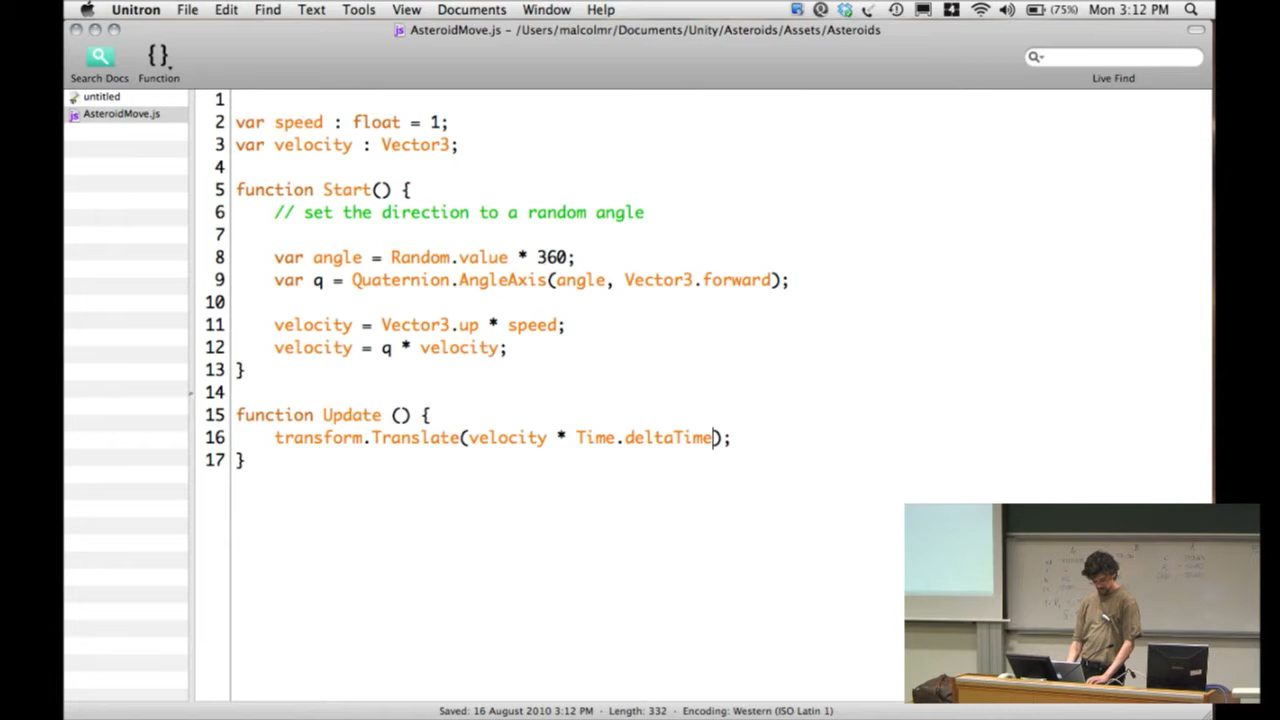 Unitron File Edit Find Text Tools View Documents Window Help (75%) Mon 3:12 PM
AsteroidMove.js – /Users/malcolmr/Documents/Unity/Asteroids/Assets/Asteroids
{}
Search Docs Function Live Find
untitled
AsteroidMove.js
1
2 var speed : float = 1;
3 var velocity : Vector3;
4
5 function Start() {
6 // set the direction to a random angle
7
8 var angle = Random.value * 360;
9 var q = Quaternion.AngleAxis(angle, Vector3.forward);
10
11 velocity = Vector3.up * speed;
12 velocity = q * velocity;
13 }
14
15 function Update () {
16 transform.Translate(velocity * Time.deltaTime);
17 }
Saved: 16 August 2010 3:12 PM - Length: 332 - Encoding: Western (ISO Latin 1)